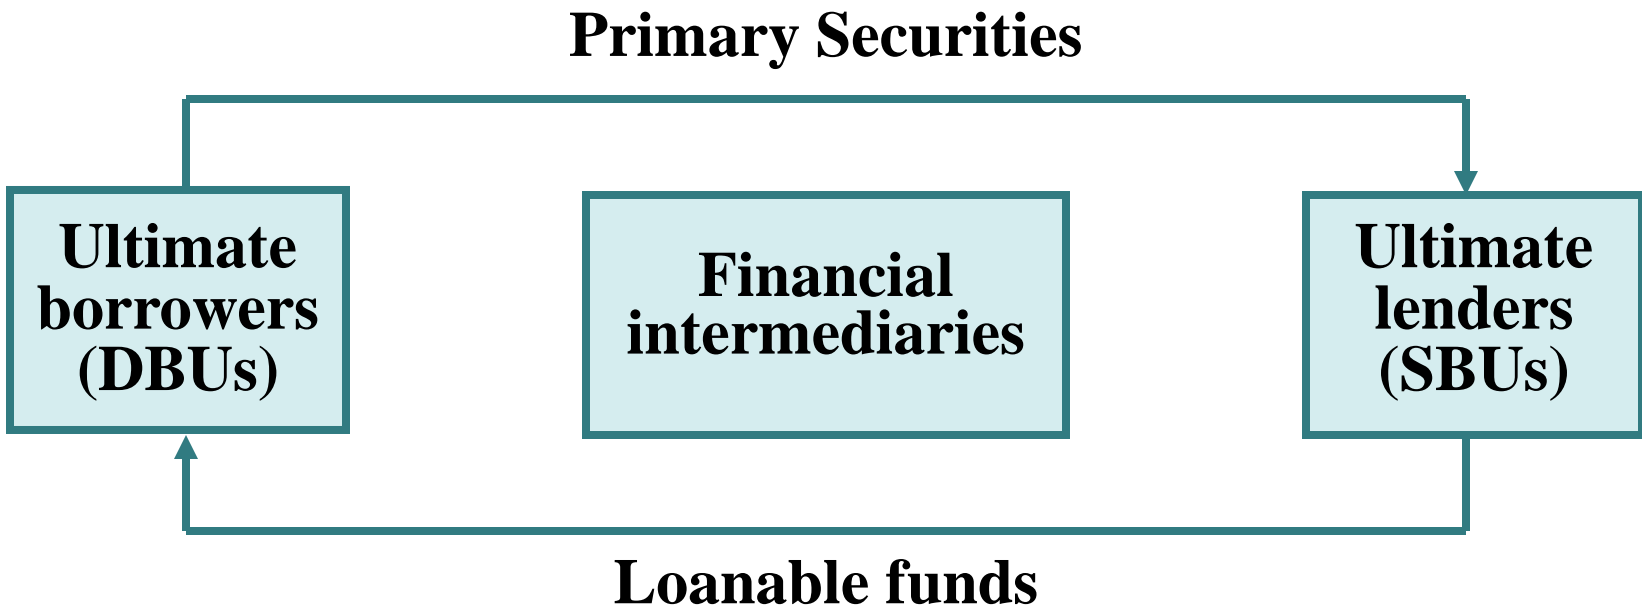 Primary Securities
Ultimate
borrowers
(DBUs)
Financial
intermediaries
Ultimate
lenders
(SBUs)
Loanable funds